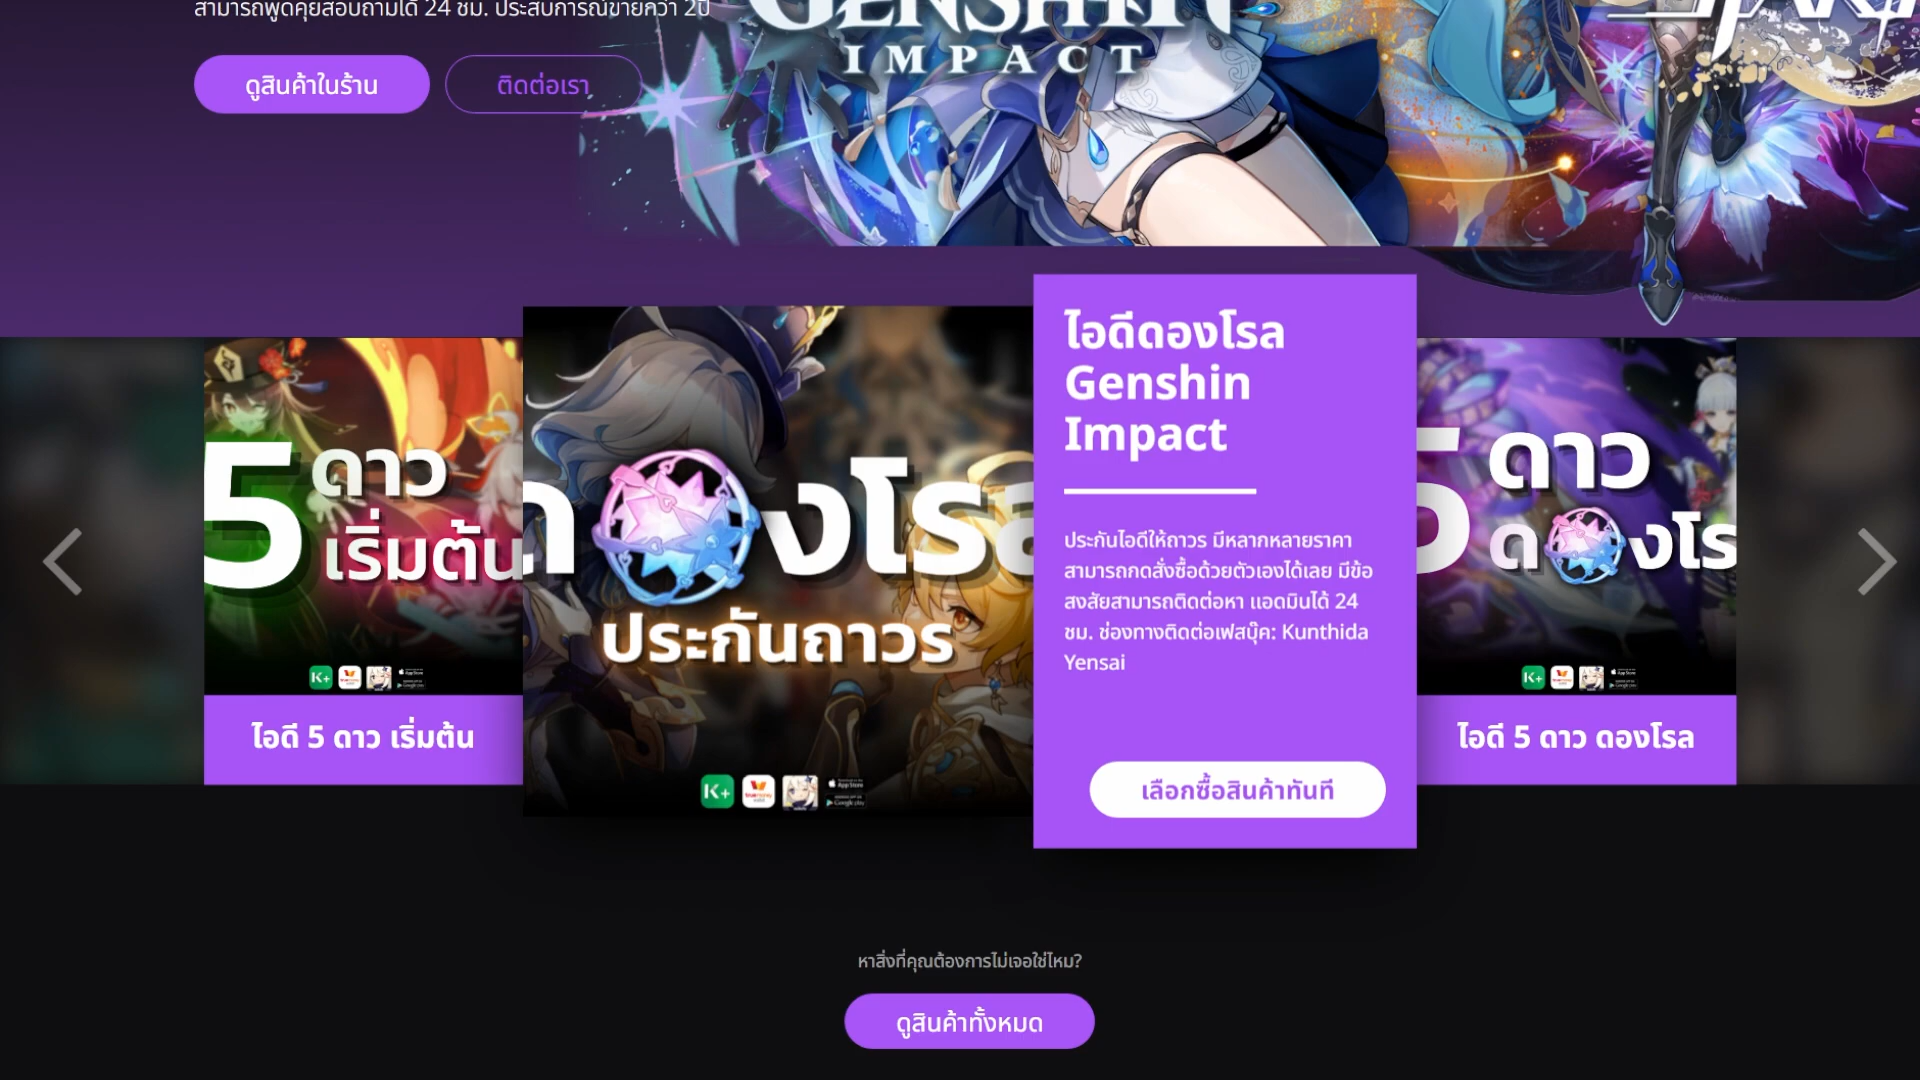 สามารถพูดคุยสอบถามได้ 24 ชม. ประสบการณ์ขายกว่า 2ปี
GENSHIN
IMPACT
ดูสินค้าในร้าน
ติดต่อเรา
5 ดาว
เริ่มต้น
ไอดี 5 ดาว เริ่มต้น
ดองโรล
ประกันถาวร
ไอดีดองโรล
Genshin
Impact
ประกันไอดีให้ถาวร มีหลากหลายราคา
สามารถกดสั่งซื้อด้วยตัวเองได้เลย มีข้อ
สงสัยสามารถติดต่อหา แอดมินได้ 24
ชม. ช่องทางติดต่อเฟสบุ๊ค: Kunthida
Yensai
เลือกซื้อสินค้าทันที
5 ดาว
ดองโรล
ไอดี 5 ดาว ดองโรล
K+
App Store
Google play
หาสิ่งที่คุณต้องการไม่เจอใช่ไหม?
ดูสินค้าทั้งหมด